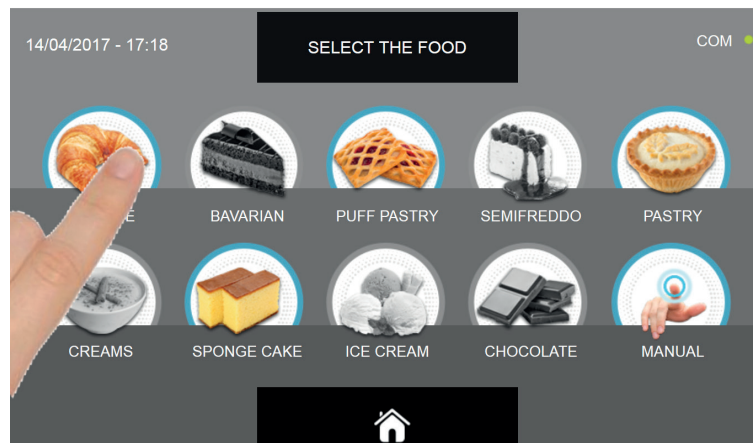 14/04/2017 - 17:18
SELECT THE FOOD
COM
BAVARIAN
PUFF PASTRY
SEMIFREDDO
PASTRY
CREAMS
SPONGE CAKE
ICE CREAM
CHOCOLATE
MANUAL